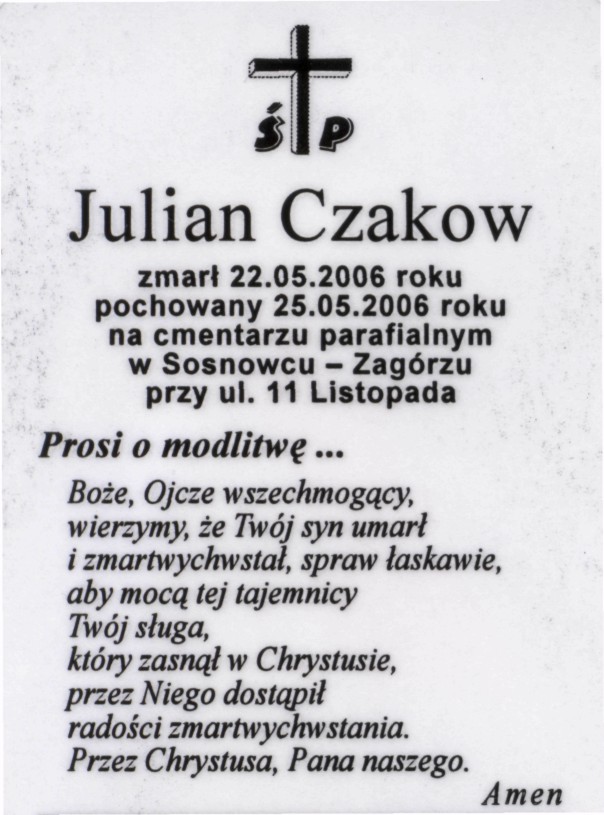 Ś P
Julian Czakow
zmarł 22.05.2006 roku
pochowany 25.05.2006 roku
na cmentarzu parafialnym
w Sosnowcu – Zagórzu
przy ul. 11 Listopada
Prosi o modlitwę ...
Boże, Ojcze wszechmogący,
wierzymy, że Twój syn umarł
i zmartwychwstał, spraw łaskawie,
aby mocą tej tajemnicy
Twój sługa,
który zasnął w Chrystusie,
przez Niego dostąpił
radości zmartwychwstania.
Przez Chrystusa, Pana naszego.
Amen